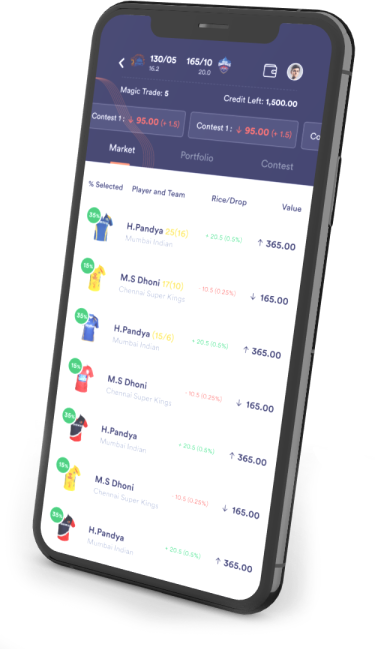 130/05 165/10
16.2 20.0
Magic Trade: 5 Credit Left: 1,500.00
Contest 1 : ↓ 95.00 (+ 1.5) Contest 1 : ↓ 95.00 (+ 1.5) Co
Market Portfolio Contest
% Selected Player and Team Rice/Drop Value
35% H.Pandya 25(16) + 20.5 (0.5%) ↑ 365.00
Mumbai Indian
15% M.S Dhoni 17(10) - 10.5 (0.25%) ↓ 165.00
Chennai Super Kings
35% H.Pandya (15/6) + 20.5 (0.5%) ↑ 365.00
Mumbai Indian
15% M.S Dhoni - 10.5 (0.25%) ↓ 165.00
Chennai Super Kings
35% H.Pandya + 20.5 (0.5%) ↑ 365.00
Mumbai Indian
15% M.S Dhoni - 10.5 (0.25%) ↓ 165.00
Chennai Super Kings
35% H.Pandya + 20.5 (0.5%) ↑ 365.00
Mumbai Indian